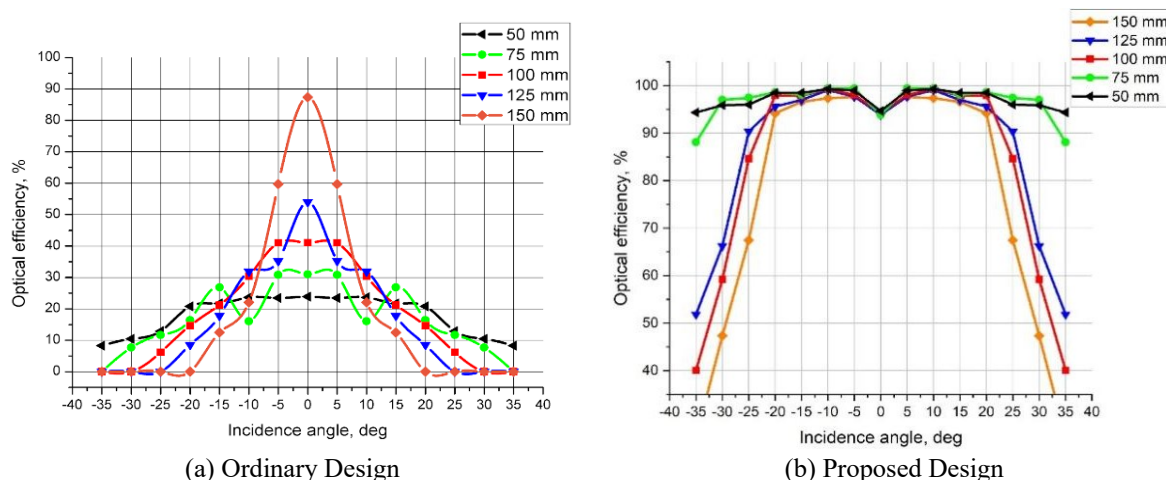 50 mm
75 mm
100 mm
125 mm
150 mm
100
90
80
70
60
50
40
30
20
10
0
Optical efficiency, %
-40 -35 -30 -25 -20 -15 -10 -5 0 5 10 15 20 25 30 35 40
Incidence angle, deg
(a) Ordinary Design
150 mm
125 mm
100 mm
75 mm
50 mm
100
90
80
70
60
50
40
Optical efficiency, %
-40 -35 -30 -25 -20 -15 -10 -5 0 5 10 15 20 25 30 35 40
Incidence angle, deg
(b) Proposed Design